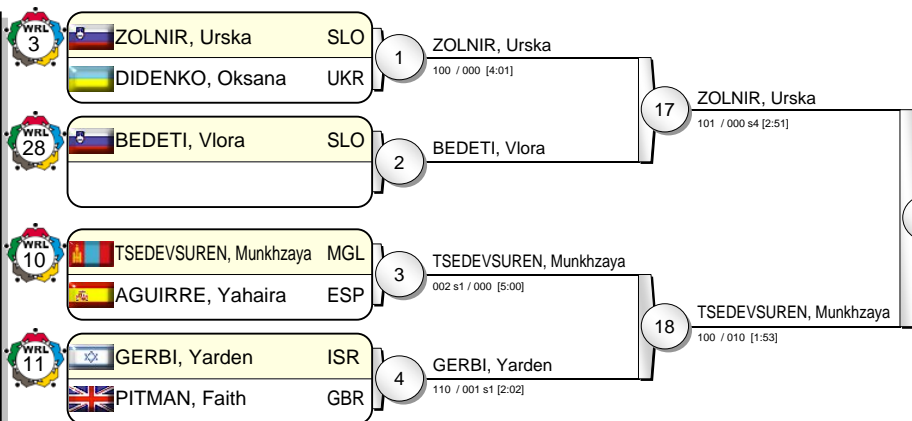 WRL 3 ZOLNIR, Urska SLO
DIDENKO, Oksana UKR
1
ZOLNIR, Urska
100 / 000 [4:01]
WRL 28 BEDETI, Vlora SLO
2
BEDETI, Vlora
17
ZOLNIR, Urska
101 / 000 s4 [2:51]
WRL 10 TSEDEVSUREN, Munkhzaya MGL
AGUIRRE, Yahaira ESP
3
TSEDEVSUREN, Munkhzaya
002 s1 / 000 [5:00]
WRL 11 GERBI, Yarden ISR
PITMAN, Faith GBR
4
GERBI, Yarden
110 / 001 s1 [2:02]
18
TSEDEVSUREN, Munkhzaya
100 / 010 [1:53]